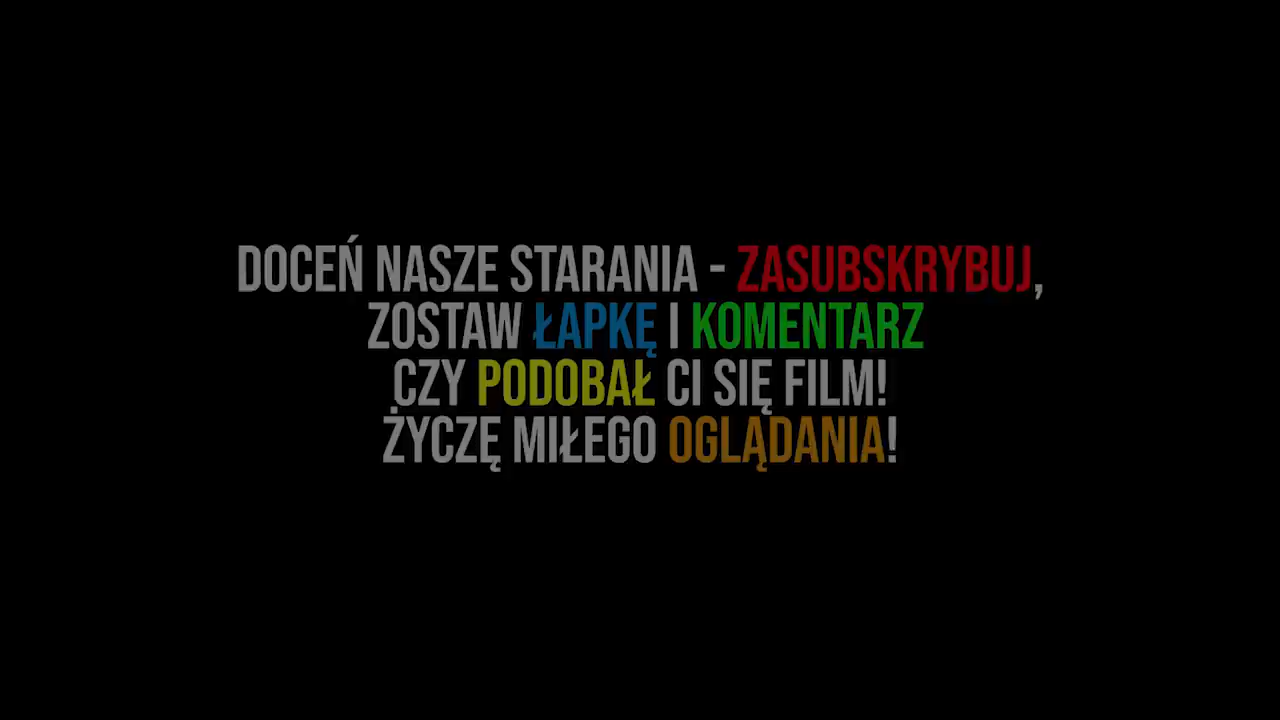 DOCEŃ NASZE STARANIA - ZASUBSKRYBUJ,
ZOSTAW ŁAPKĘ I KOMENTARZ
CZY PODOBAŁ CI SIĘ FILM!
ŻYCZĘ MIŁEGO OGLĄDANIA!